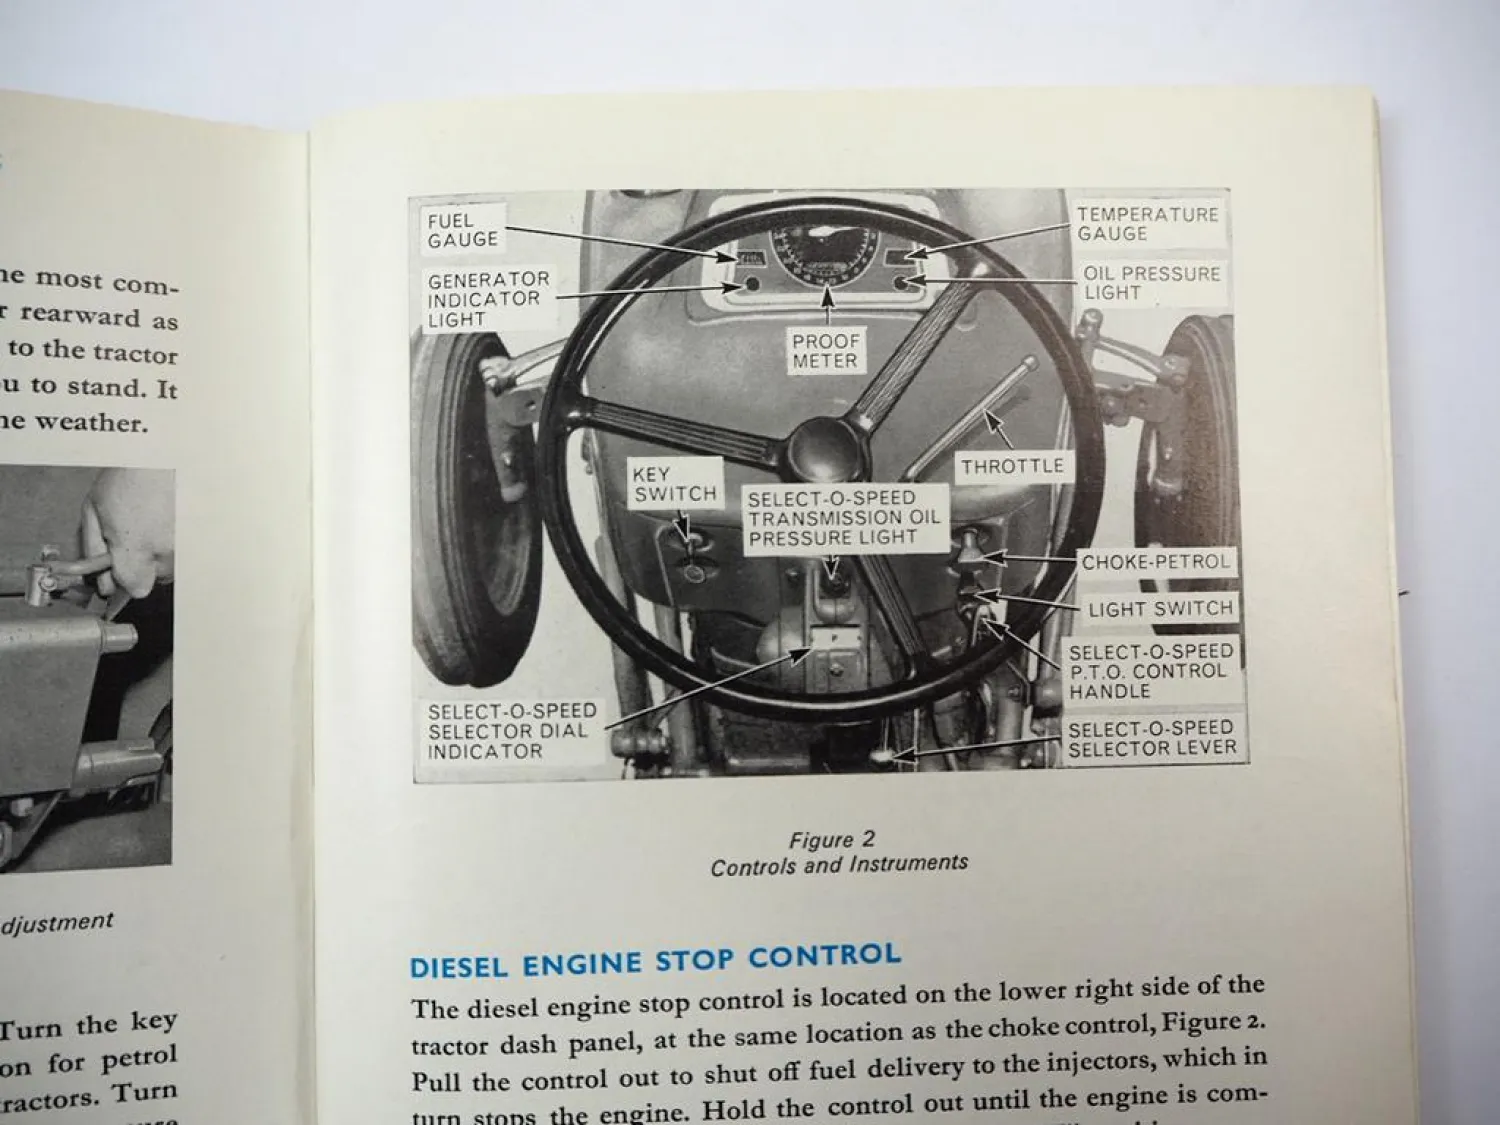 most com-
rearward as
to the tractor
to stand. It
weather.
Turn the key
on for petrol
Turn
FUEL
GAUGE
GENERATOR
INDICATOR
LIGHT
TEMPERATURE
GAUGE
OIL PRESSURE
LIGHT
PROOF
METER
THROTTLE
KEY
SWITCH
SELECT-O-SPEED
TRANSMISSION OIL
PRESSURE LIGHT
CHOKE-PETROL
LIGHT SWITCH
SELECT-O-SPEED
P.T.O. CONTROL
HANDLE
SELECT-O-SPEED
SELECTOR DIAL
INDICATOR
SELECT-O-SPEED
SELECTOR LEVER
Figure 2
Controls and Instruments
DIESEL ENGINE STOP CONTROL
The diesel engine stop control is located on the lower right side of the
tractor dash panel, at the same location as the choke control, Figure 2.
Pull the control out to shut off fuel delivery to the injectors, which in
turn stops the engine. Hold the control out until the engine is com-